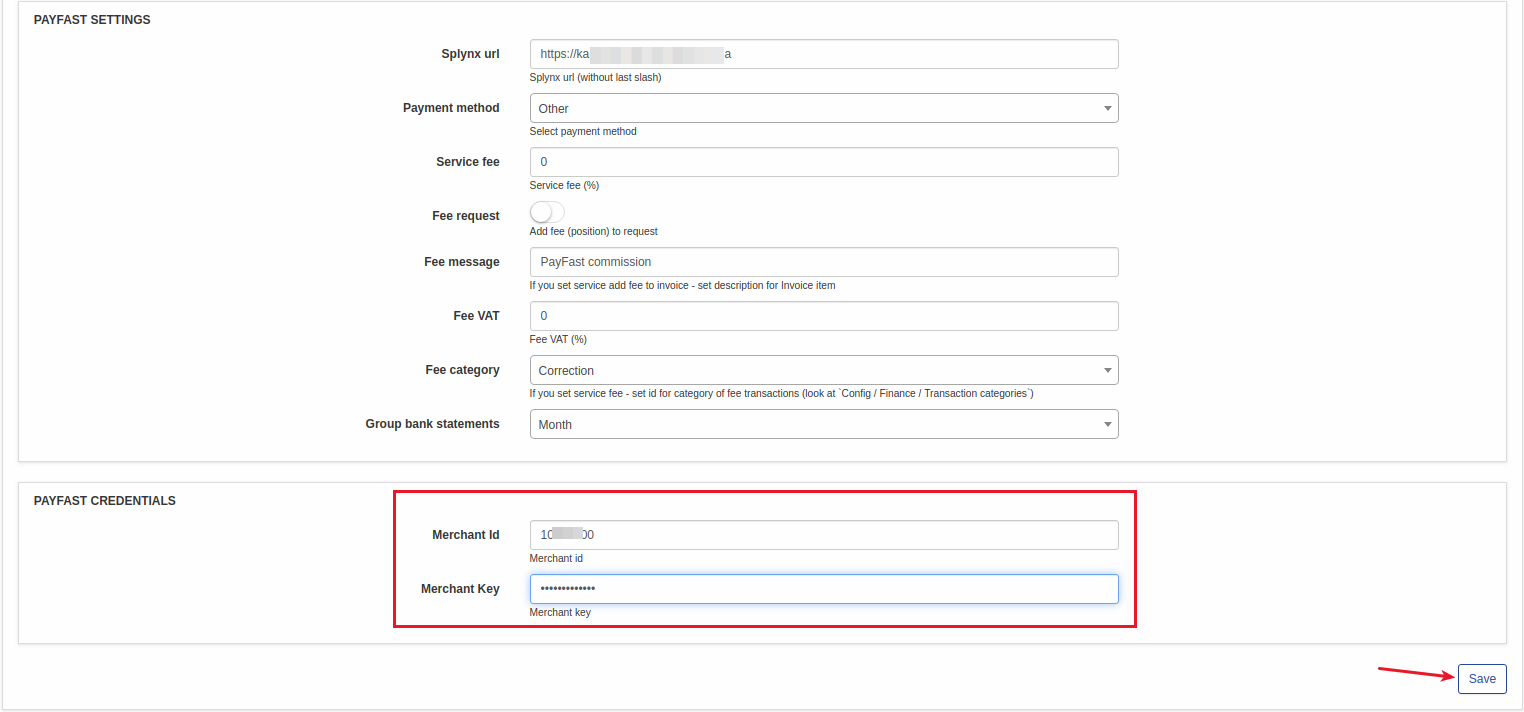 PAYFAST SETTINGS
Splynx url
https://ka a
Splynx url (without last slash)
Payment method
Other
Select payment method
Service fee
0
Service fee (%)
Fee request
Add fee (position) to request
Fee message
PayFast commission
If you set service add fee to invoice - set description for Invoice item
Fee VAT
0
Fee VAT (%)
Fee category
Correction
If you set service fee - set id for category of fee transactions (look at `Config / Finance / Transaction categories`)
Group bank statements
Month
PAYFAST CREDENTIALS
Merchant Id
10 00
Merchant id
Merchant Key
•••••••••••••
Merchant key
Save